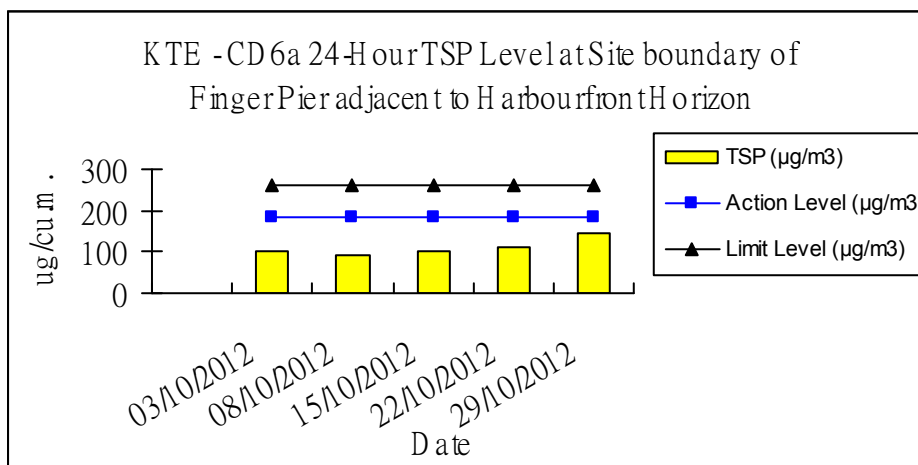 KTE - CD6a 24-Hour TSP Level at Site boundary of
Finger Pier adjacent to Harbourfront Horizon
300
200
100
0
ug/cu.m.
03/10/2012
08/10/2012
15/10/2012
22/10/2012
29/10/2012
Date
TSP (µg/m3)
Action Level (µg/m3
Limit Level (µg/m3)